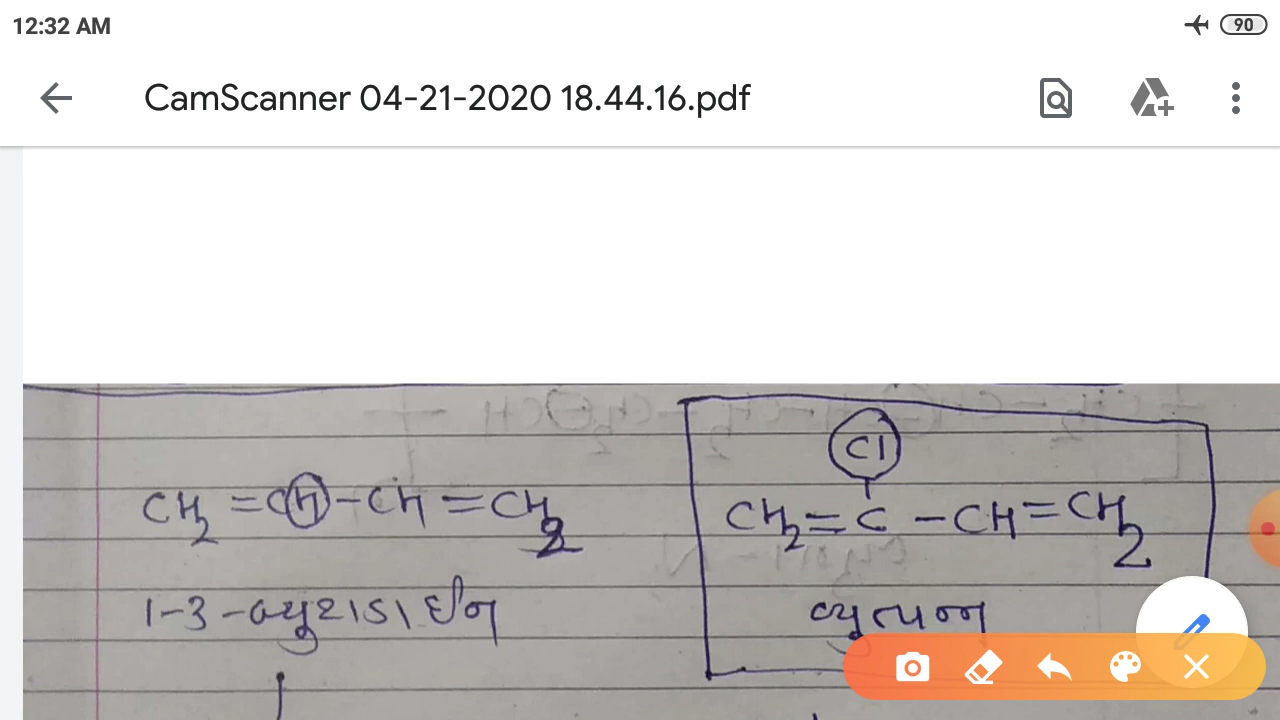 12:32 AM 90
CamScanner 04-21-2020 18.44.16.pdf
Cl
CH₂ = CH - CH = CH₂
CH₂ = C - CH = CH₂
1-3-બ્યુટાડાઈન
વ્યુત્પન્ન